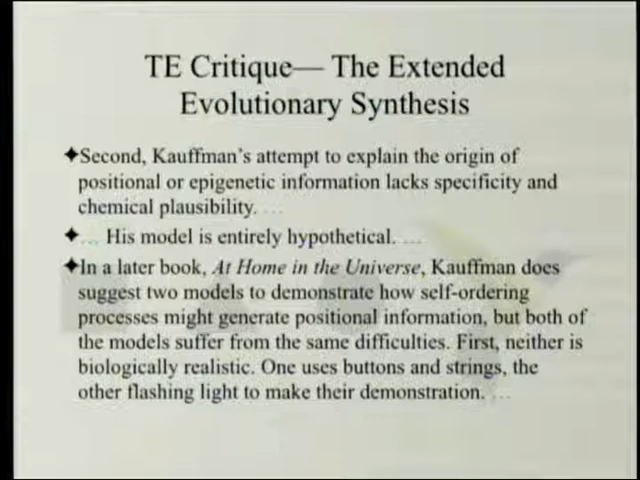 TE Critique— The Extended
Evolutionary Synthesis
✦Second, Kauffman's attempt to explain the origin of
positional or epigenetic information lacks specificity and
chemical plausibility. …
✦… His model is entirely hypothetical. …
✦In a later book, At Home in the Universe, Kauffman does
suggest two models to demonstrate how self-ordering
processes might generate positional information, but both of
the models suffer from the same difficulties. First, neither is
biologically realistic. One uses buttons and strings, the
other flashing light to make their demonstration. …